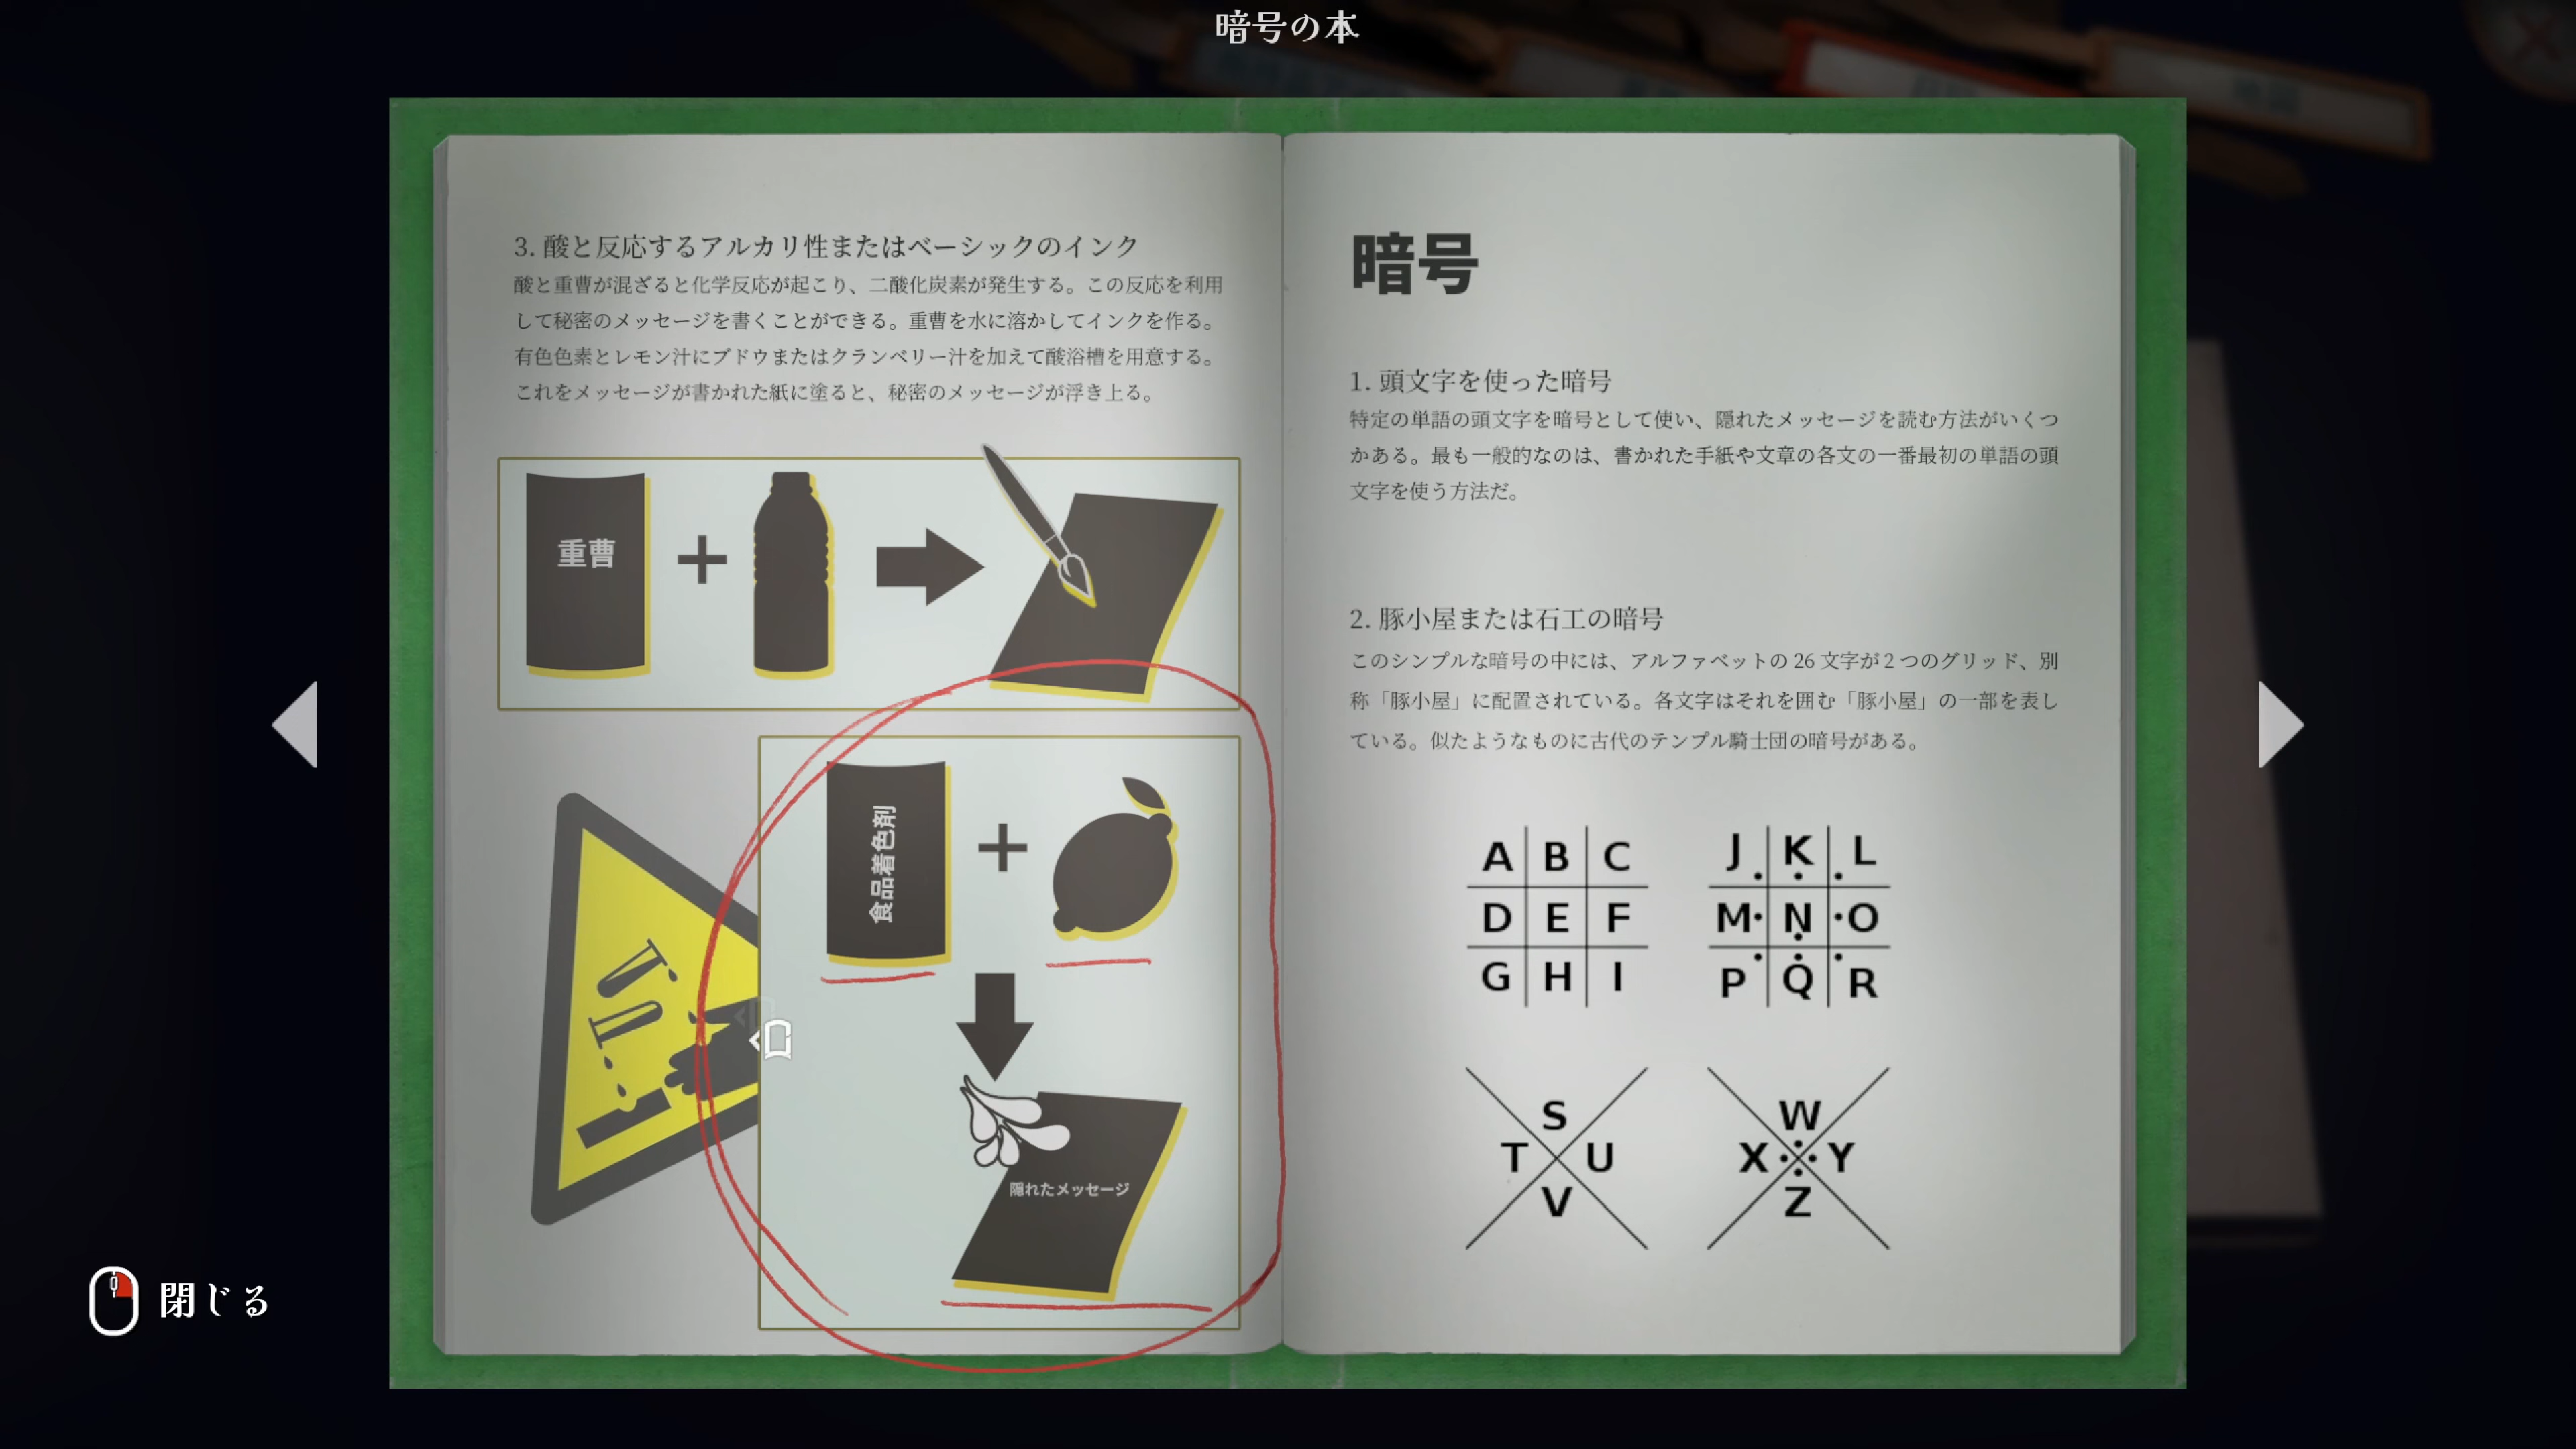 暗号の本
3. 酸と反応するアルカリ性またはベーシックのインク
酸と重曹が混ざると化学反応が起こり、二酸化炭素が発生する。この反応を利用
して秘密のメッセージを書くことができる。重曹を水に溶かしてインクを作る。
有色色素とレモン汁にブドウまたはクランベリー汁を加えて酸浴槽を用意する。
これをメッセージが書かれた紙に塗ると、秘密のメッセージが浮き上る。
重曹
+
食品着色剤
+
隠れたメッセージ
暗号
1. 頭文字を使った暗号
特定の単語の頭文字を暗号として使い、隠れたメッセージを読む方法がいくつ
かある。最も一般的なのは、書かれた手紙や文章の各文の一番最初の単語の頭
文字を使う方法だ。
2. 豚小屋または石工の暗号
このシンプルな暗号の中には、アルファベットの 26 文字が 2 つのグリッド、別
称「豚小屋」に配置されている。各文字はそれを囲む「豚小屋」の一部を表し
ている。似たようなものに古代のテンプル騎士団の暗号がある。
A B C
D E F
G H I
J K L
M N O
P Q R
S
T U
V
W
X Y
Z
閉じる